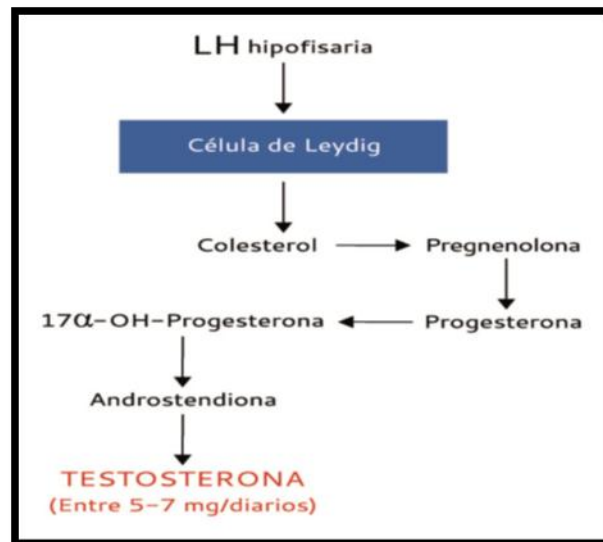 LH hipofisaria
Célula de Leydig
Colesterol
Pregnenolona
17α-OH-Progesterona
Progesterona
Androstendiona
TESTOSTERONA
(Entre 5-7 mg/diarios)